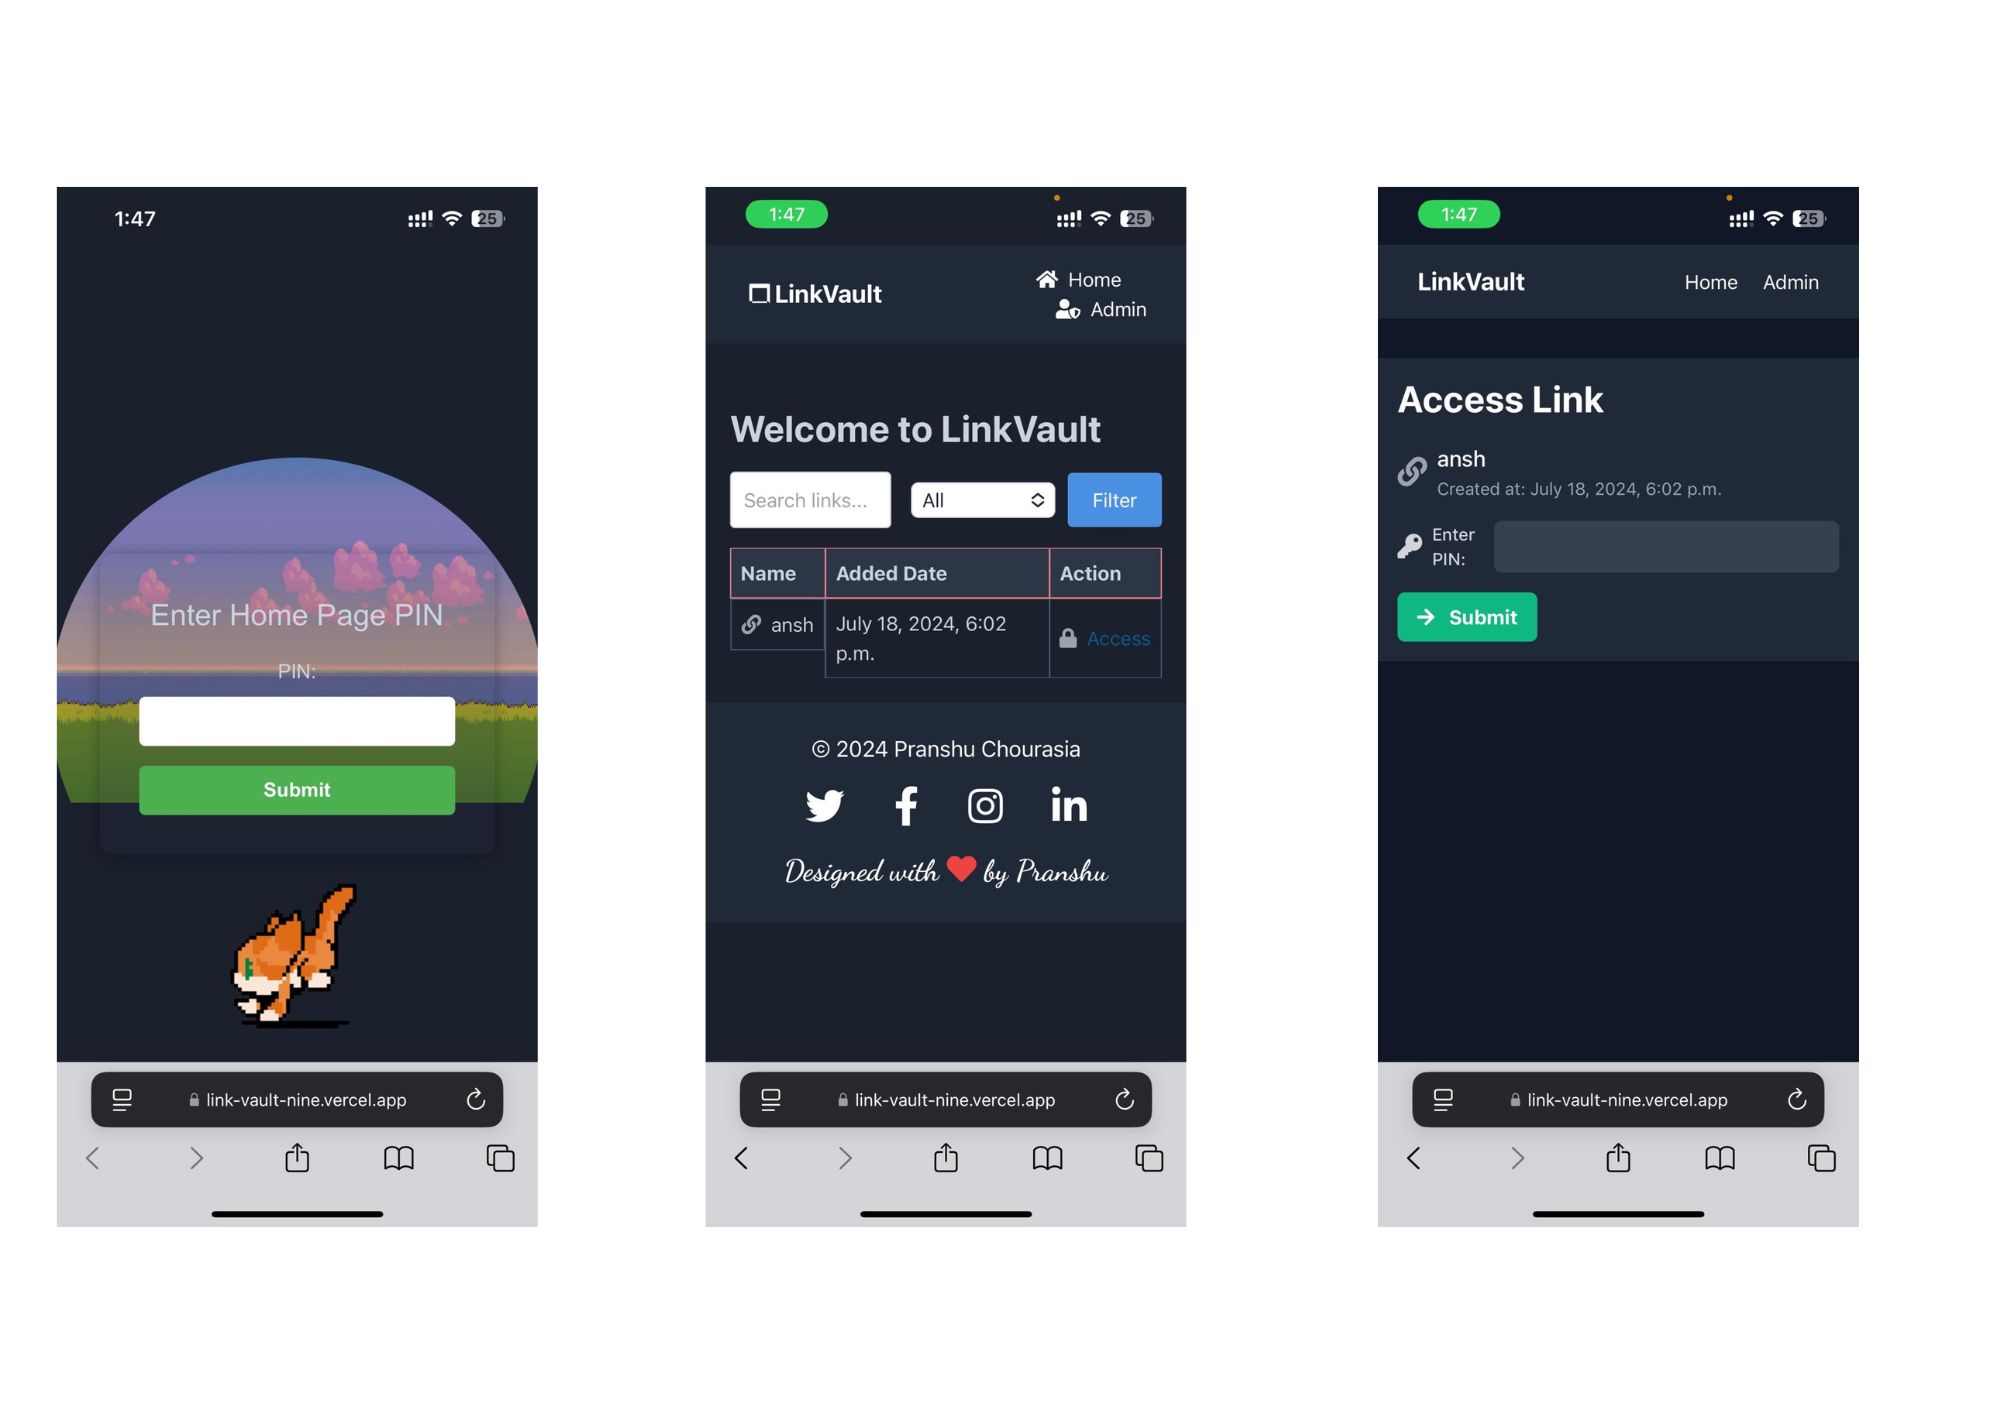 1:47
25
Enter Home Page PIN
PIN:
Submit
link-vault-nine.vercel.app
1:47
25
LinkVault
Home
Admin
Welcome to LinkVault
Search links...
All
Filter
Name
Added Date
Action
ansh
July 18, 2024, 6:02
p.m.
Access
© 2024 Pranshu Chourasia
Designed with ❤ by Pranshu
link-vault-nine.vercel.app
1:47
25
LinkVault
Home
Admin
Access Link
ansh
Created at: July 18, 2024, 6:02 p.m.
Enter
PIN:
Submit
link-vault-nine.vercel.app